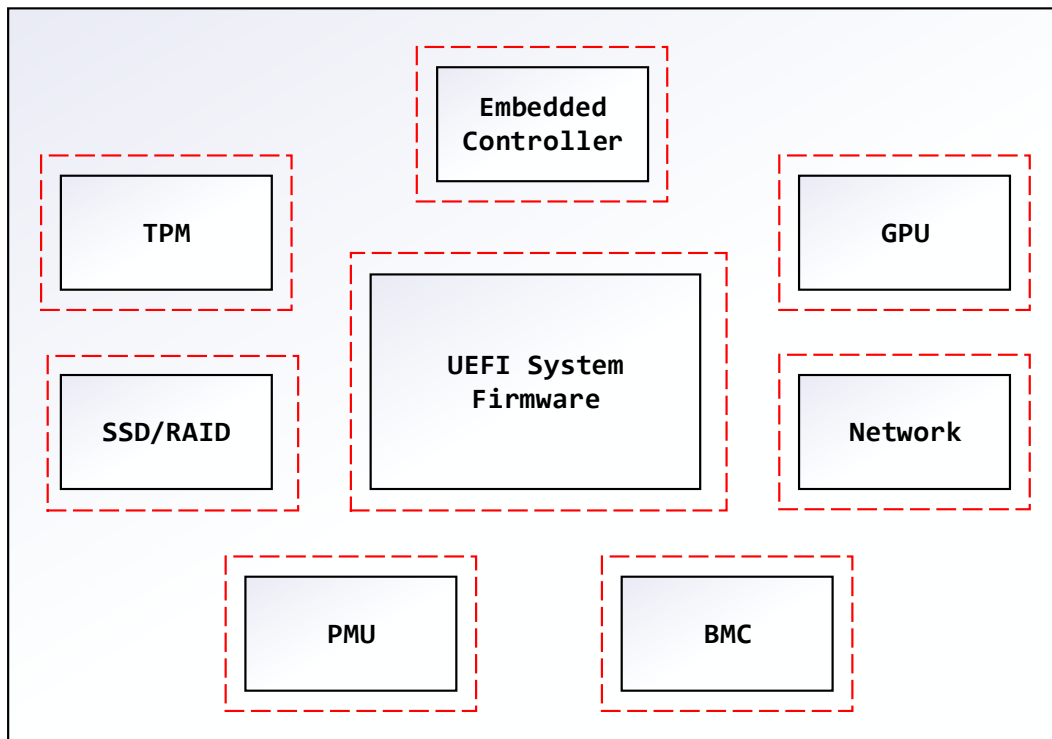 Embedded
Controller
TPM
GPU
UEFI System
Firmware
SSD/RAID
Network
PMU
BMC